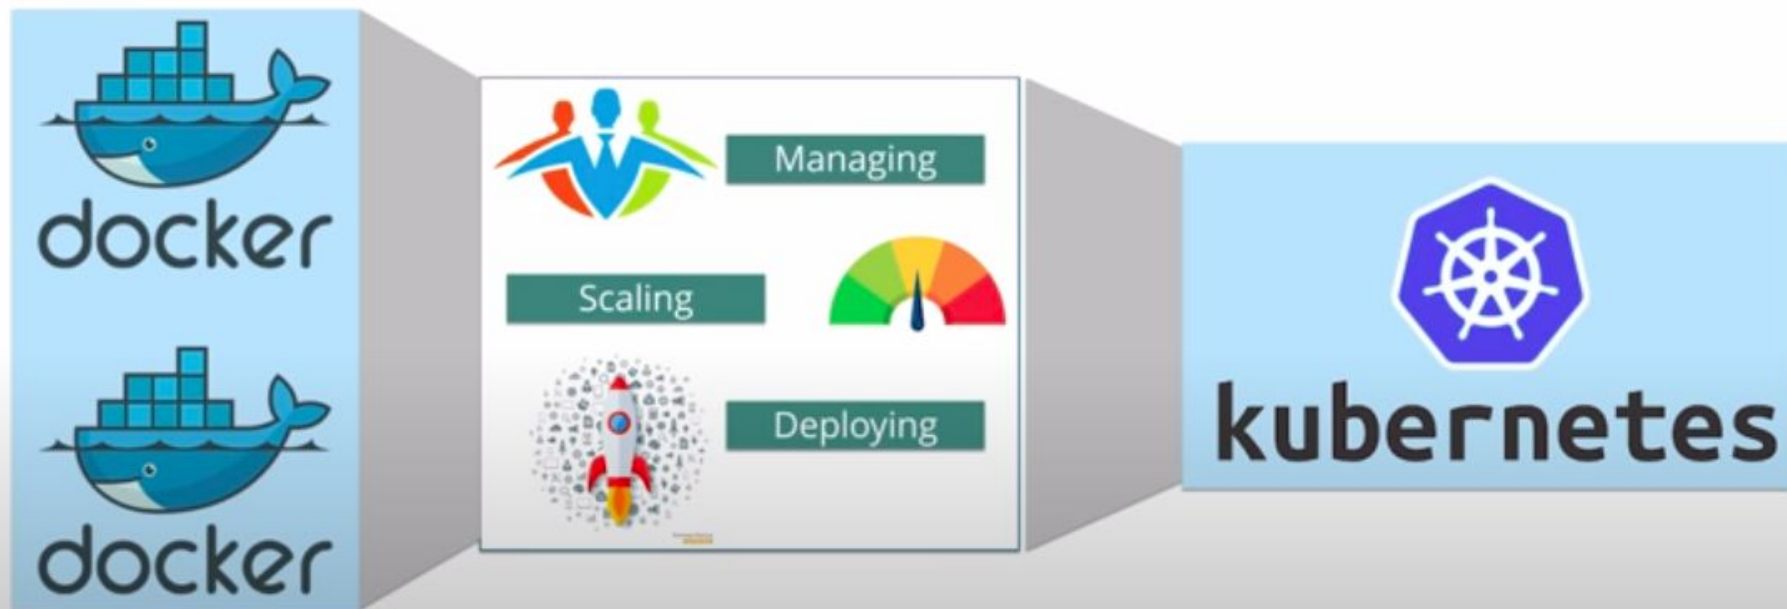 docker
docker
Managing
Scaling
Deploying
kubernetes